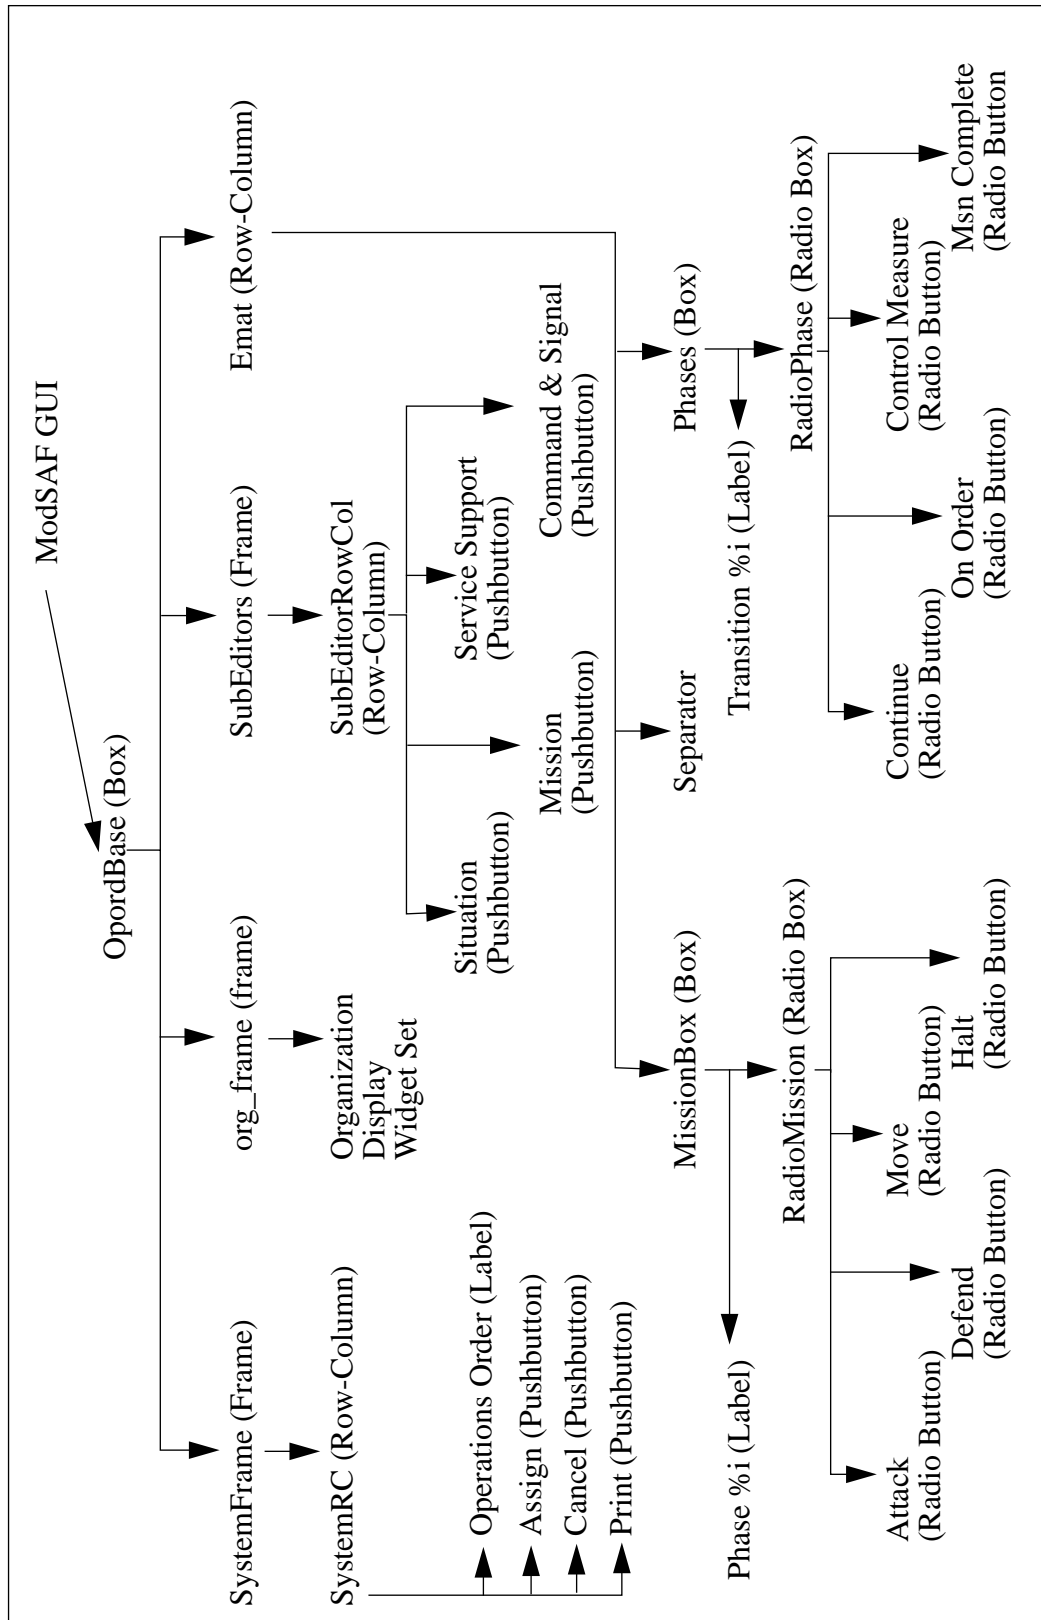 ModSAF GUI
OpordBase (Box)
SystemFrame (Frame)
org_frame (frame)
SubEditors (Frame)
Emat (Row-Column)
SystemRC (Row-Column)
Organization
Display
Widget Set
SubEditorRowCol
(Row-Column)
Operations Order (Label)
Assign (Pushbutton)
Cancel (Pushbutton)
Print (Pushbutton)
Situation
(Pushbutton)
Mission
(Pushbutton)
Service Support
(Pushbutton)
Command & Signal
(Pushbutton)
MissionBox (Box)
Separator
Phases (Box)
Phase %i (Label)
Transition %i (Label)
RadioMission (Radio Box)
RadioPhase (Radio Box)
Attack
(Radio Button)
Defend
(Radio Button)
Move
(Radio Button)
Halt
(Radio Button)
Continue
(Radio Button)
On Order
(Radio Button)
Control Measure
(Radio Button)
Msn Complete
(Radio Button